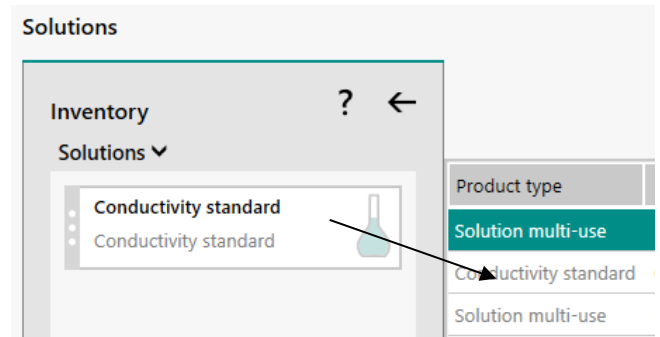 Solutions
Inventory ? ←
Solutions
Conductivity standard
Conductivity standard
Product type
Solution multi-use
Conductivity standard
Solution multi-use